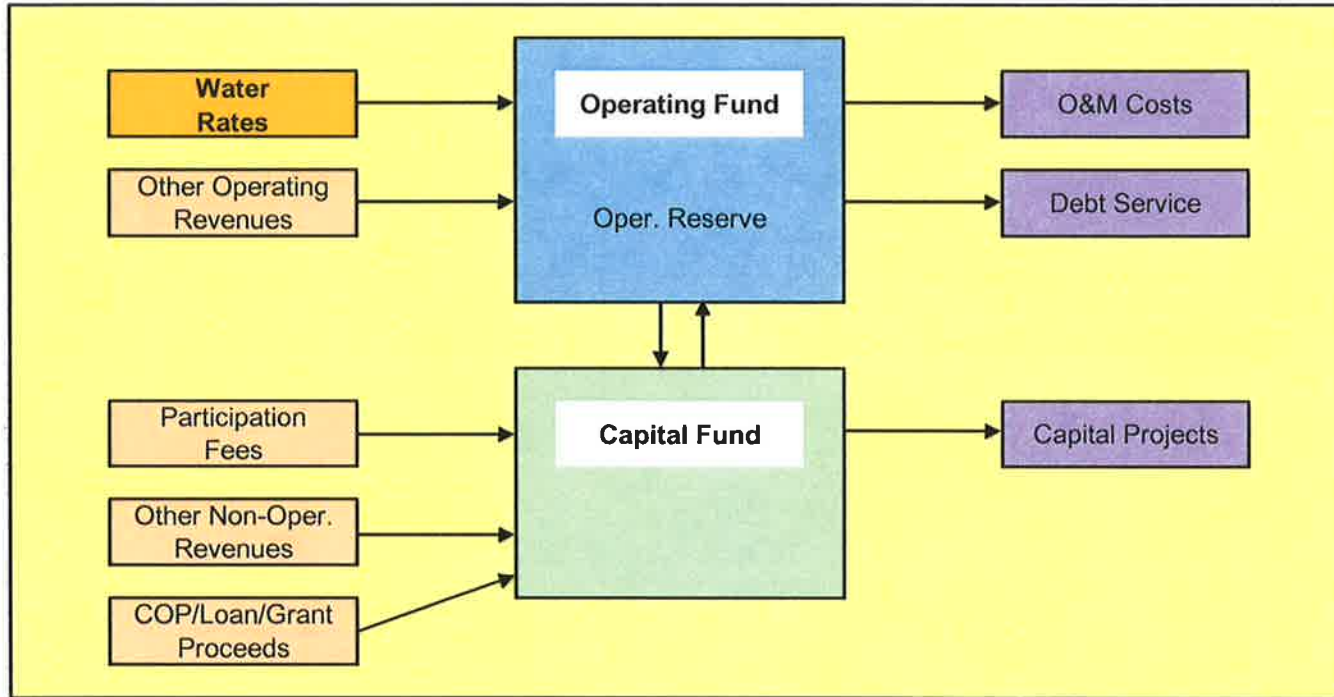 Water
Rates
Operating Fund
O&M Costs
Other Operating
Revenues
Oper. Reserve
Debt Service
Participation
Fees
Capital Fund
Capital Projects
Other Non-Oper.
Revenues
COP/Loan/Grant
Proceeds